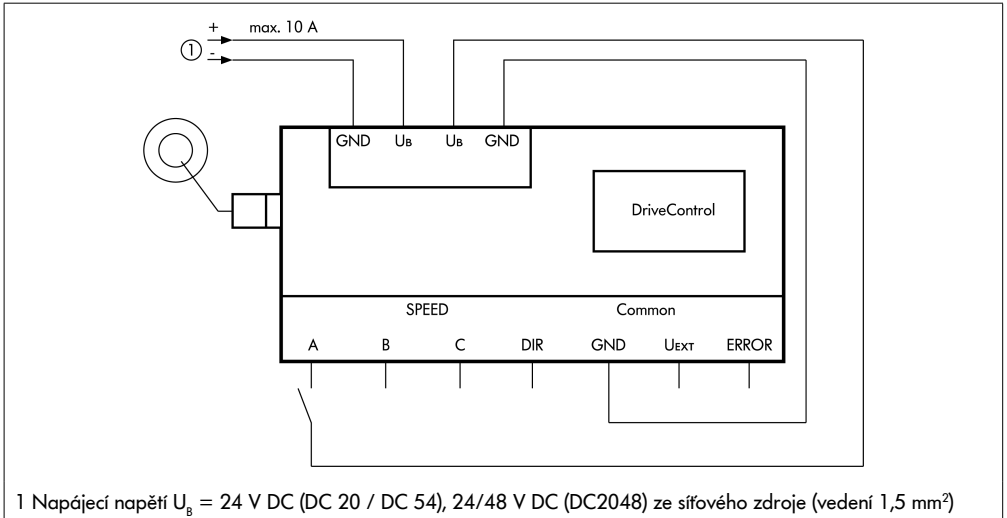 + max. 10 A
① -
GND UB UB GND
DriveControl
SPEED Common
A B C DIR GND UEXT ERROR
1 Napájecí napětí UB = 24 V DC (DC 20 / DC 54), 24/48 V DC (DC2048) ze síťového zdroje (vedení 1,5 mm²)